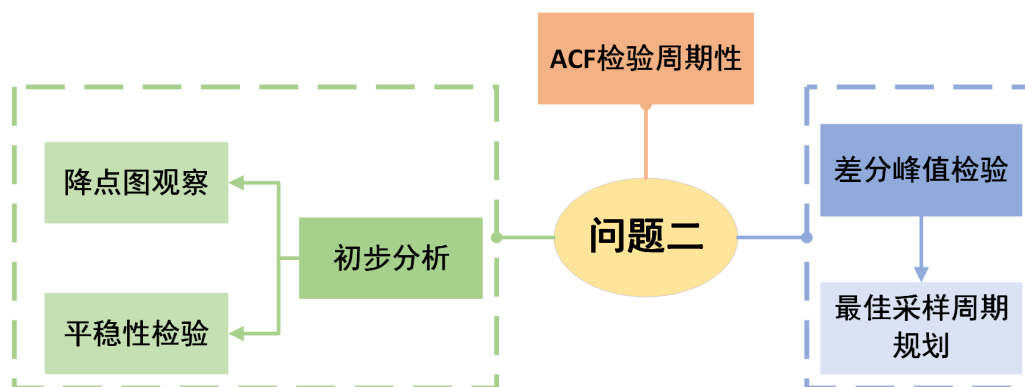 ACF检验周期性
降点图观察
初步分析
平稳性检验
问题二
差分峰值检验
最佳采样周期
规划